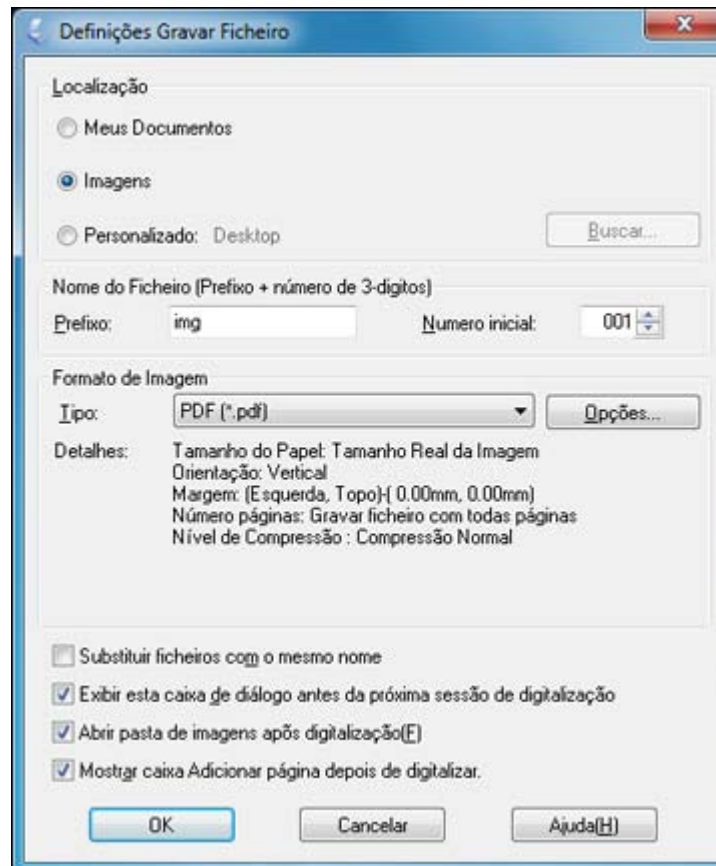 Definições Gravar Ficheiro
Localização
Meus Documentos
Imagens
Personalizado: Desktop Buscar...
Nome do Ficheiro (Prefixo + número de 3-digitos)
Prefixo: img Numero inicial: 001
Formato de Imagem
Tipo: PDF (*.pdf) Opções...
Detalhes: Tamanho do Papel: Tamanho Real da Imagem
Orientação: Vertical
Margem: (Esquerda, Topo)-( 0.00mm, 0.00mm)
Número páginas: Gravar ficheiro com todas páginas
Nível de Compressão : Compressão Normal
Substituir ficheiros com o mesmo nome
Exibir esta caixa de diálogo antes da próxima sessão de digitalização
Abrir pasta de imagens apõs digitalização(F)
Mostrar caixa Adicionar página depois de digitalizar.
OK Cancelar Ajuda(H)